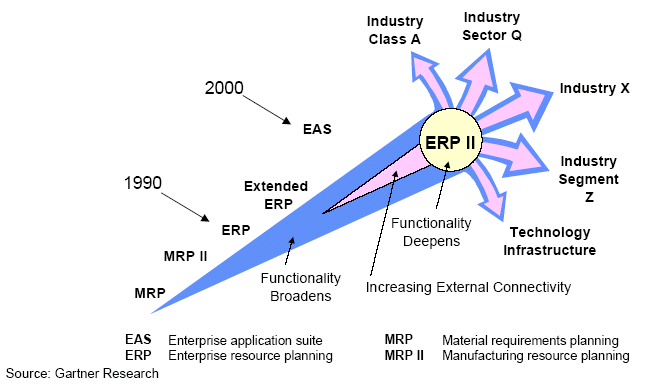 Industry
Class A
Industry
Sector Q
Industry X
2000
EAS
ERP II
Industry
Segment
Z
1990
Extended
ERP
ERP
Functionality
Deepens
Technology
Infrastructure
MRP II
Functionality
Broadens
Increasing External Connectivity
MRP
EAS Enterprise application suite
ERP Enterprise resource planning
MRP Material requirements planning
MRP II Manufacturing resource planning
Source: Gartner Research